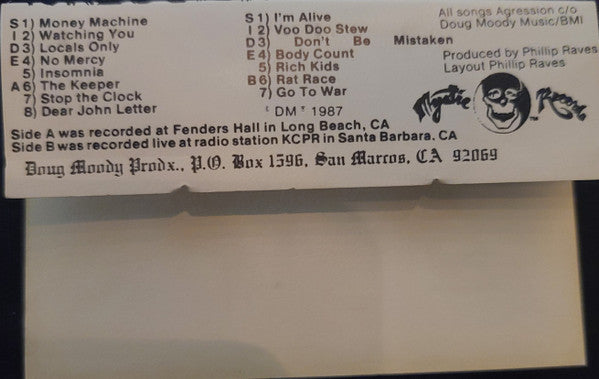 S 1) Money Machine
I 2) Watching You
D 3) Locals Only
E 4) No Mercy
5) Insomnia
A 6) The Keeper
7) Stop the Clock
8) Dear John Letter
S 1) I'm Alive
I 2) Voo Doo Stew
D 3) Don't Be Mistaken
E 4) Body Count
5) Rich Kids
B 6) Rat Race
7) Go To War
DM 1987
All songs Agression c/o
Doug Moody Music/BMI
Produced by Phillip Raves
Layout Phillip Raves
Mystic Records TM
Side A was recorded at Fenders Hall in Long Beach, CA
Side B was recorded live at radio station KCPR in Santa Barbara. CA
Doug Moody Prodx., P.O. Box 1596, San Marcos, CA 92069